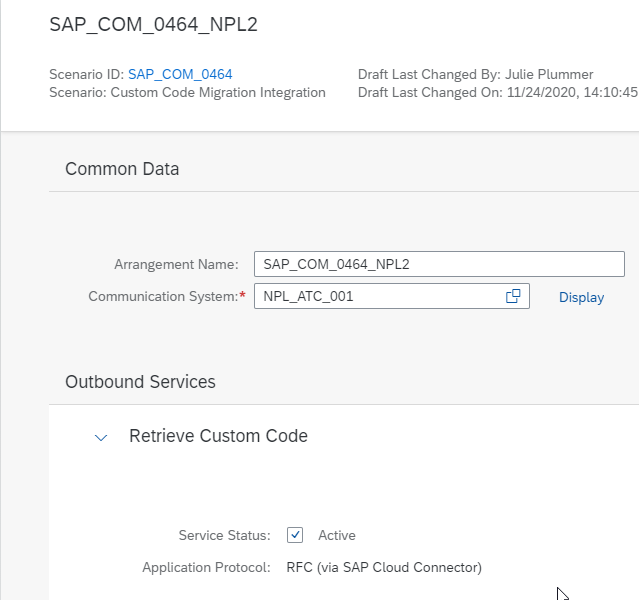 SAP_COM_0464_NPL2
Scenario ID: SAP_COM_0464 Draft Last Changed By: Julie Plummer
Scenario: Custom Code Migration Integration Draft Last Changed On: 11/24/2020, 14:10:45
Common Data
Arrangement Name: SAP_COM_0464_NPL2
Communication System:* NPL_ATC_001 Display
Outbound Services
Retrieve Custom Code
Service Status: Active
Application Protocol: RFC (via SAP Cloud Connector)